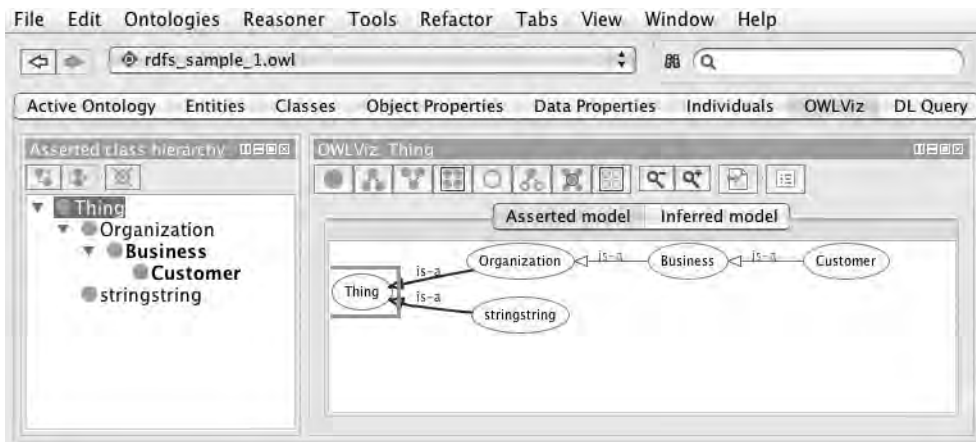 File Edit Ontologies Reasoner Tools Refactor Tabs View Window Help
rdfs_sample_1.owl
Active Ontology Entities Classes Object Properties Data Properties Individuals OWLViz DL Query
Asserted class hierarchy
OWLViz: Thing
Thing
Organization
Business
Customer
stringstring
Asserted model Inferred model
Organization is-a Business is-a Customer
is-a
Thing
is-a
stringstring